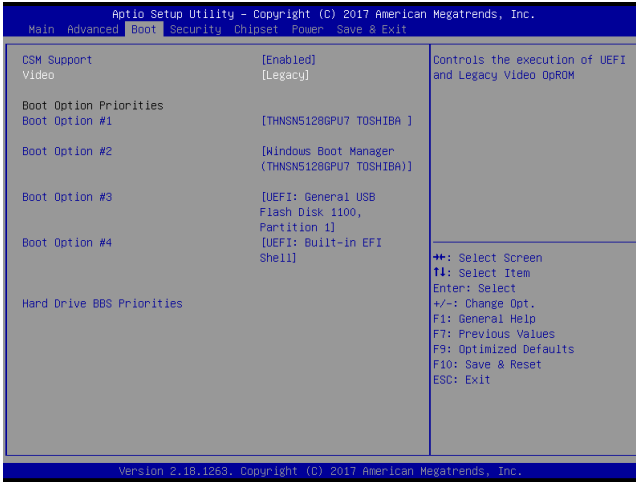 Aptio Setup Utility – Copyright (C) 2017 American Megatrends, Inc.
Main Advanced Boot Security Chipset Power Save & Exit
CSM Support [Enabled]
Video [Legacy]
Boot Option Priorities
Boot Option #1 [THNSN5128GPU7 TOSHIBA ]
Boot Option #2 [Windows Boot Manager
(THNSN5128GPU7 TOSHIBA)]
Boot Option #3 [UEFI: General USB
Flash Disk 1100,
Partition 1]
Boot Option #4 [UEFI: Built-in EFI
Shell]
Hard Drive BBS Priorities
Controls the execution of UEFI
and Legacy Video OpROM
→←: Select Screen
↑↓: Select Item
Enter: Select
+/-: Change Opt.
F1: General Help
F7: Previous Values
F9: Optimized Defaults
F10: Save & Reset
ESC: Exit
Version 2.18.1263. Copyright (C) 2017 American Megatrends, Inc.